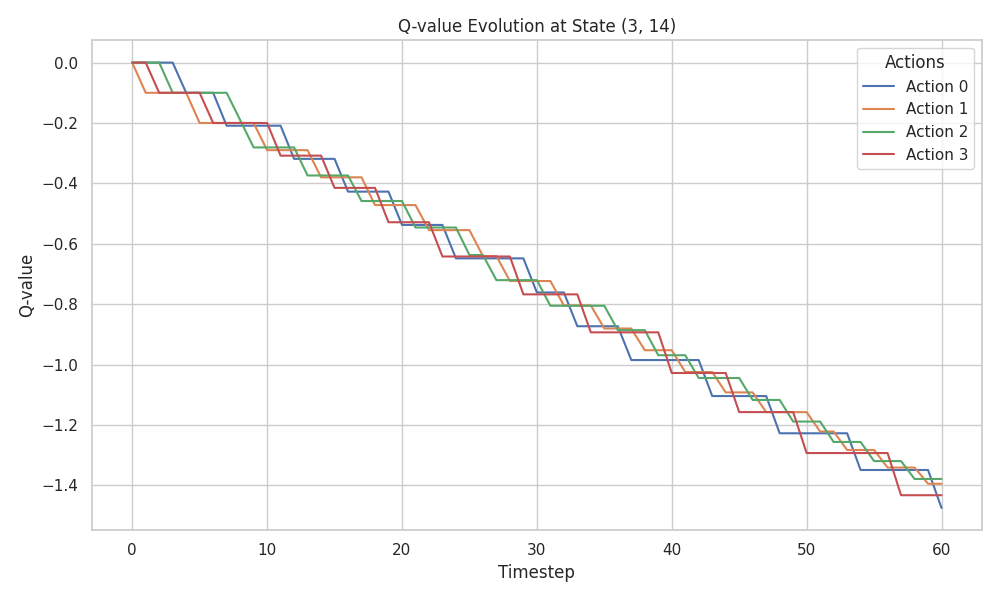 Q-value Evolution at State (3, 14)
Actions
Action 0
Action 1
Action 2
Action 3
Q-value
0.0
−0.2
−0.4
−0.6
−0.8
−1.0
−1.2
−1.4
0 10 20 30 40 50 60
Timestep